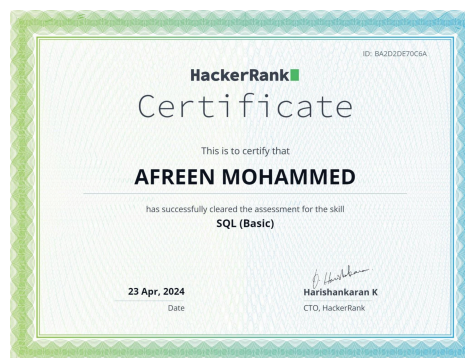 ID: BA2D2DE70C6A
HackerRank
Certificate
This is to certify that
AFREEN MOHAMMED
has successfully cleared the assessment for the skill
SQL (Basic)
23 Apr, 2024
Date
Harishankaran K
CTO, HackerRank